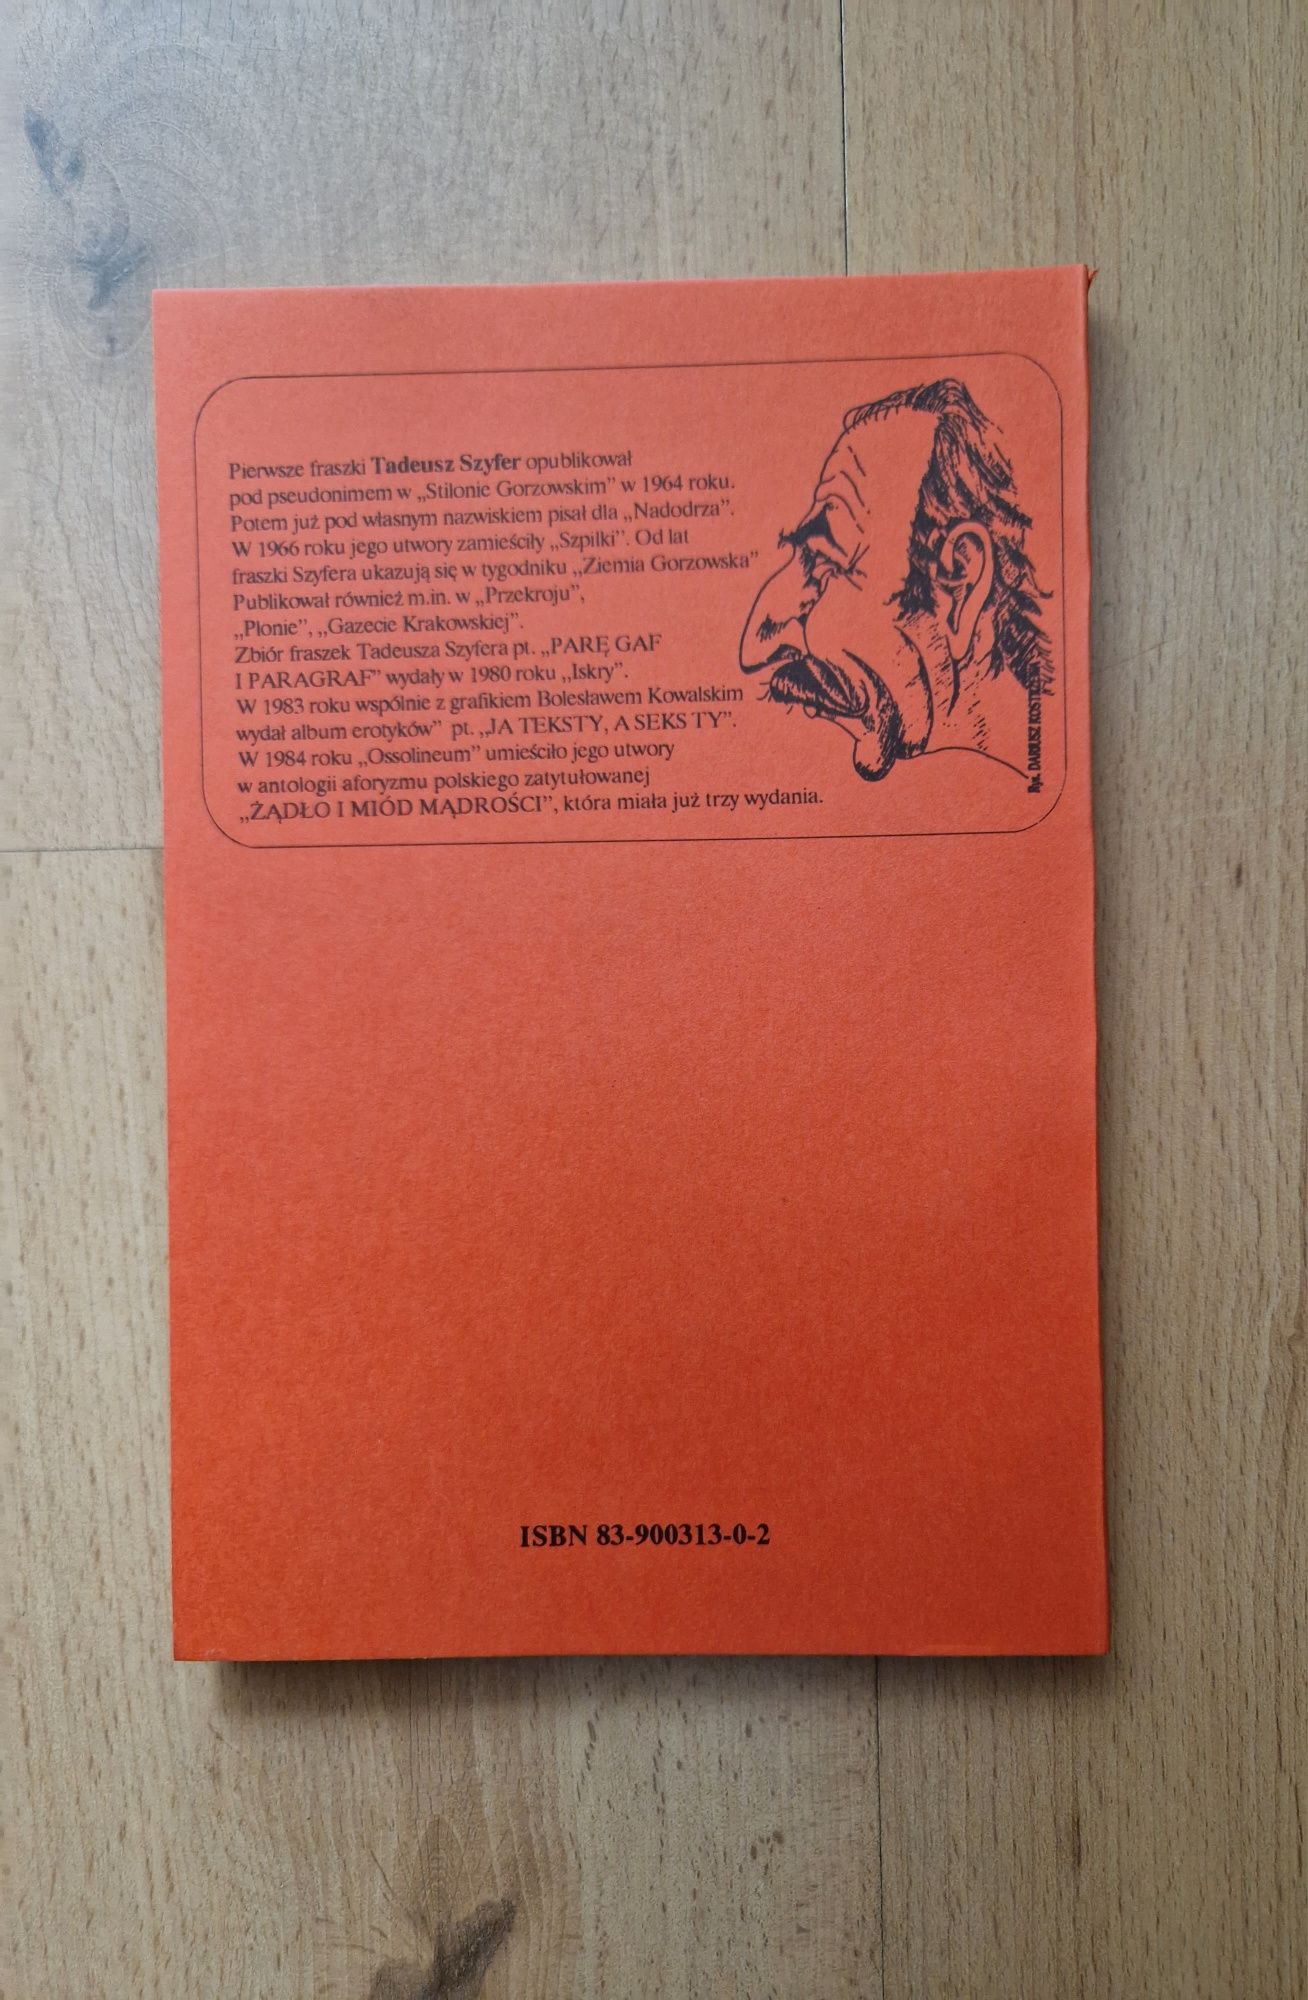 Pierwsze fraszki Tadeusz Szyfer opublikował
pod pseudonimem w „Stilonie Gorzowskim” w 1964 roku.
Potem już pod własnym nazwiskiem pisał dla „Nadodrza”.
W 1966 roku jego utwory zamieściły „Szpilki”. Od lat
fraszki Szyfera ukazują się w tygodniku „Ziemia Gorzowska”
Publikował również m.in. w „Przekroju”,
„Płonie”, „Gazecie Krakowskiej”.
Zbiór fraszek Tadeusza Szyfera pt. „PARĘ GAF
I PARAGRAF” wydały w 1980 roku „Iskry”.
W 1983 roku wspólnie z grafikiem Bolesławem Kowalskim
wydał album erotyków” pt. „JA TEKSTY, A SEKS TY”.
W 1984 roku „Ossolineum” umieściło jego utwory
w antologii aforyzmu polskiego zatytułowanej
„ŻĄDŁO I MIÓD MĄDROŚCI”, która miała już trzy wydania.
Rys. DARIUSZ
ISBN 83-900313-0-2